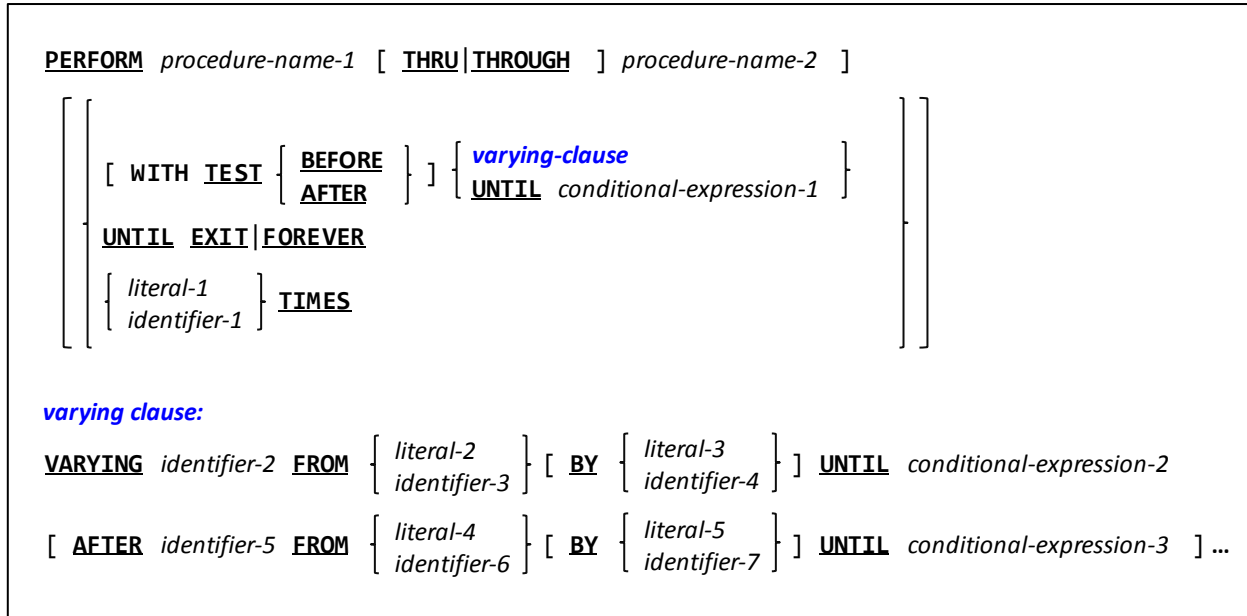 PERFORM procedure-name-1 [ THRU|THROUGH ] procedure-name-2 ]
[ WITH TEST { BEFORE
AFTER } ] { varying-clause
UNTIL conditional-expression-1 }
UNTIL EXIT|FOREVER
{ literal-1
identifier-1 } TIMES
varying clause:
VARYING identifier-2 FROM { literal-2
identifier-3 } [ BY { literal-3
identifier-4 } ] UNTIL conditional-expression-2
[ AFTER identifier-5 FROM { literal-4
identifier-6 } [ BY { literal-5
identifier-7 } ] UNTIL conditional-expression-3 ] …